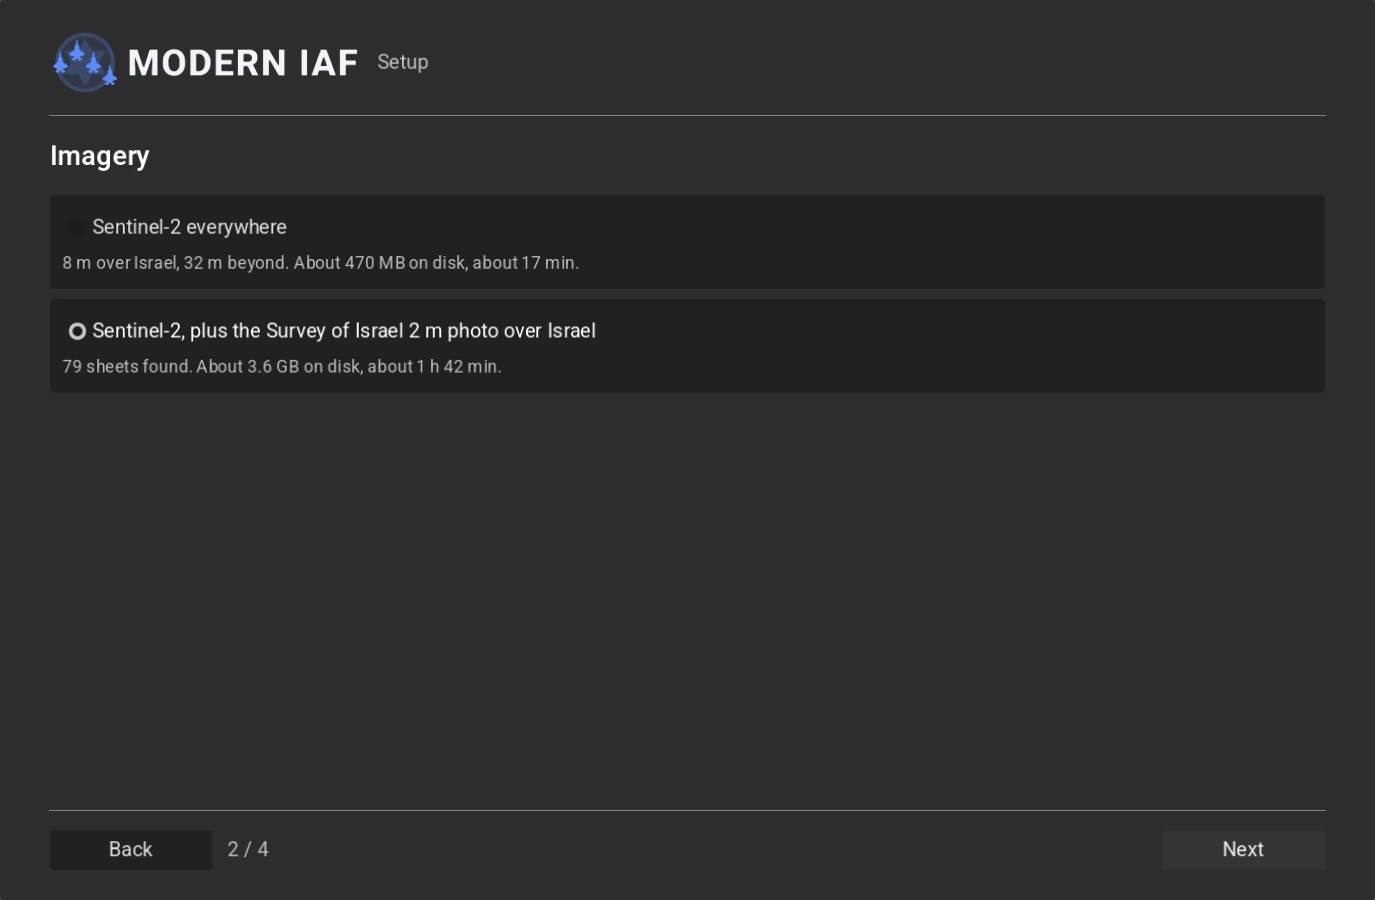 MODERN IAF Setup
Imagery
Sentinel-2 everywhere
8 m over Israel, 32 m beyond. About 470 MB on disk, about 17 min.
Sentinel-2, plus the Survey of Israel 2 m photo over Israel
79 sheets found. About 3.6 GB on disk, about 1 h 42 min.
Back 2 / 4 Next